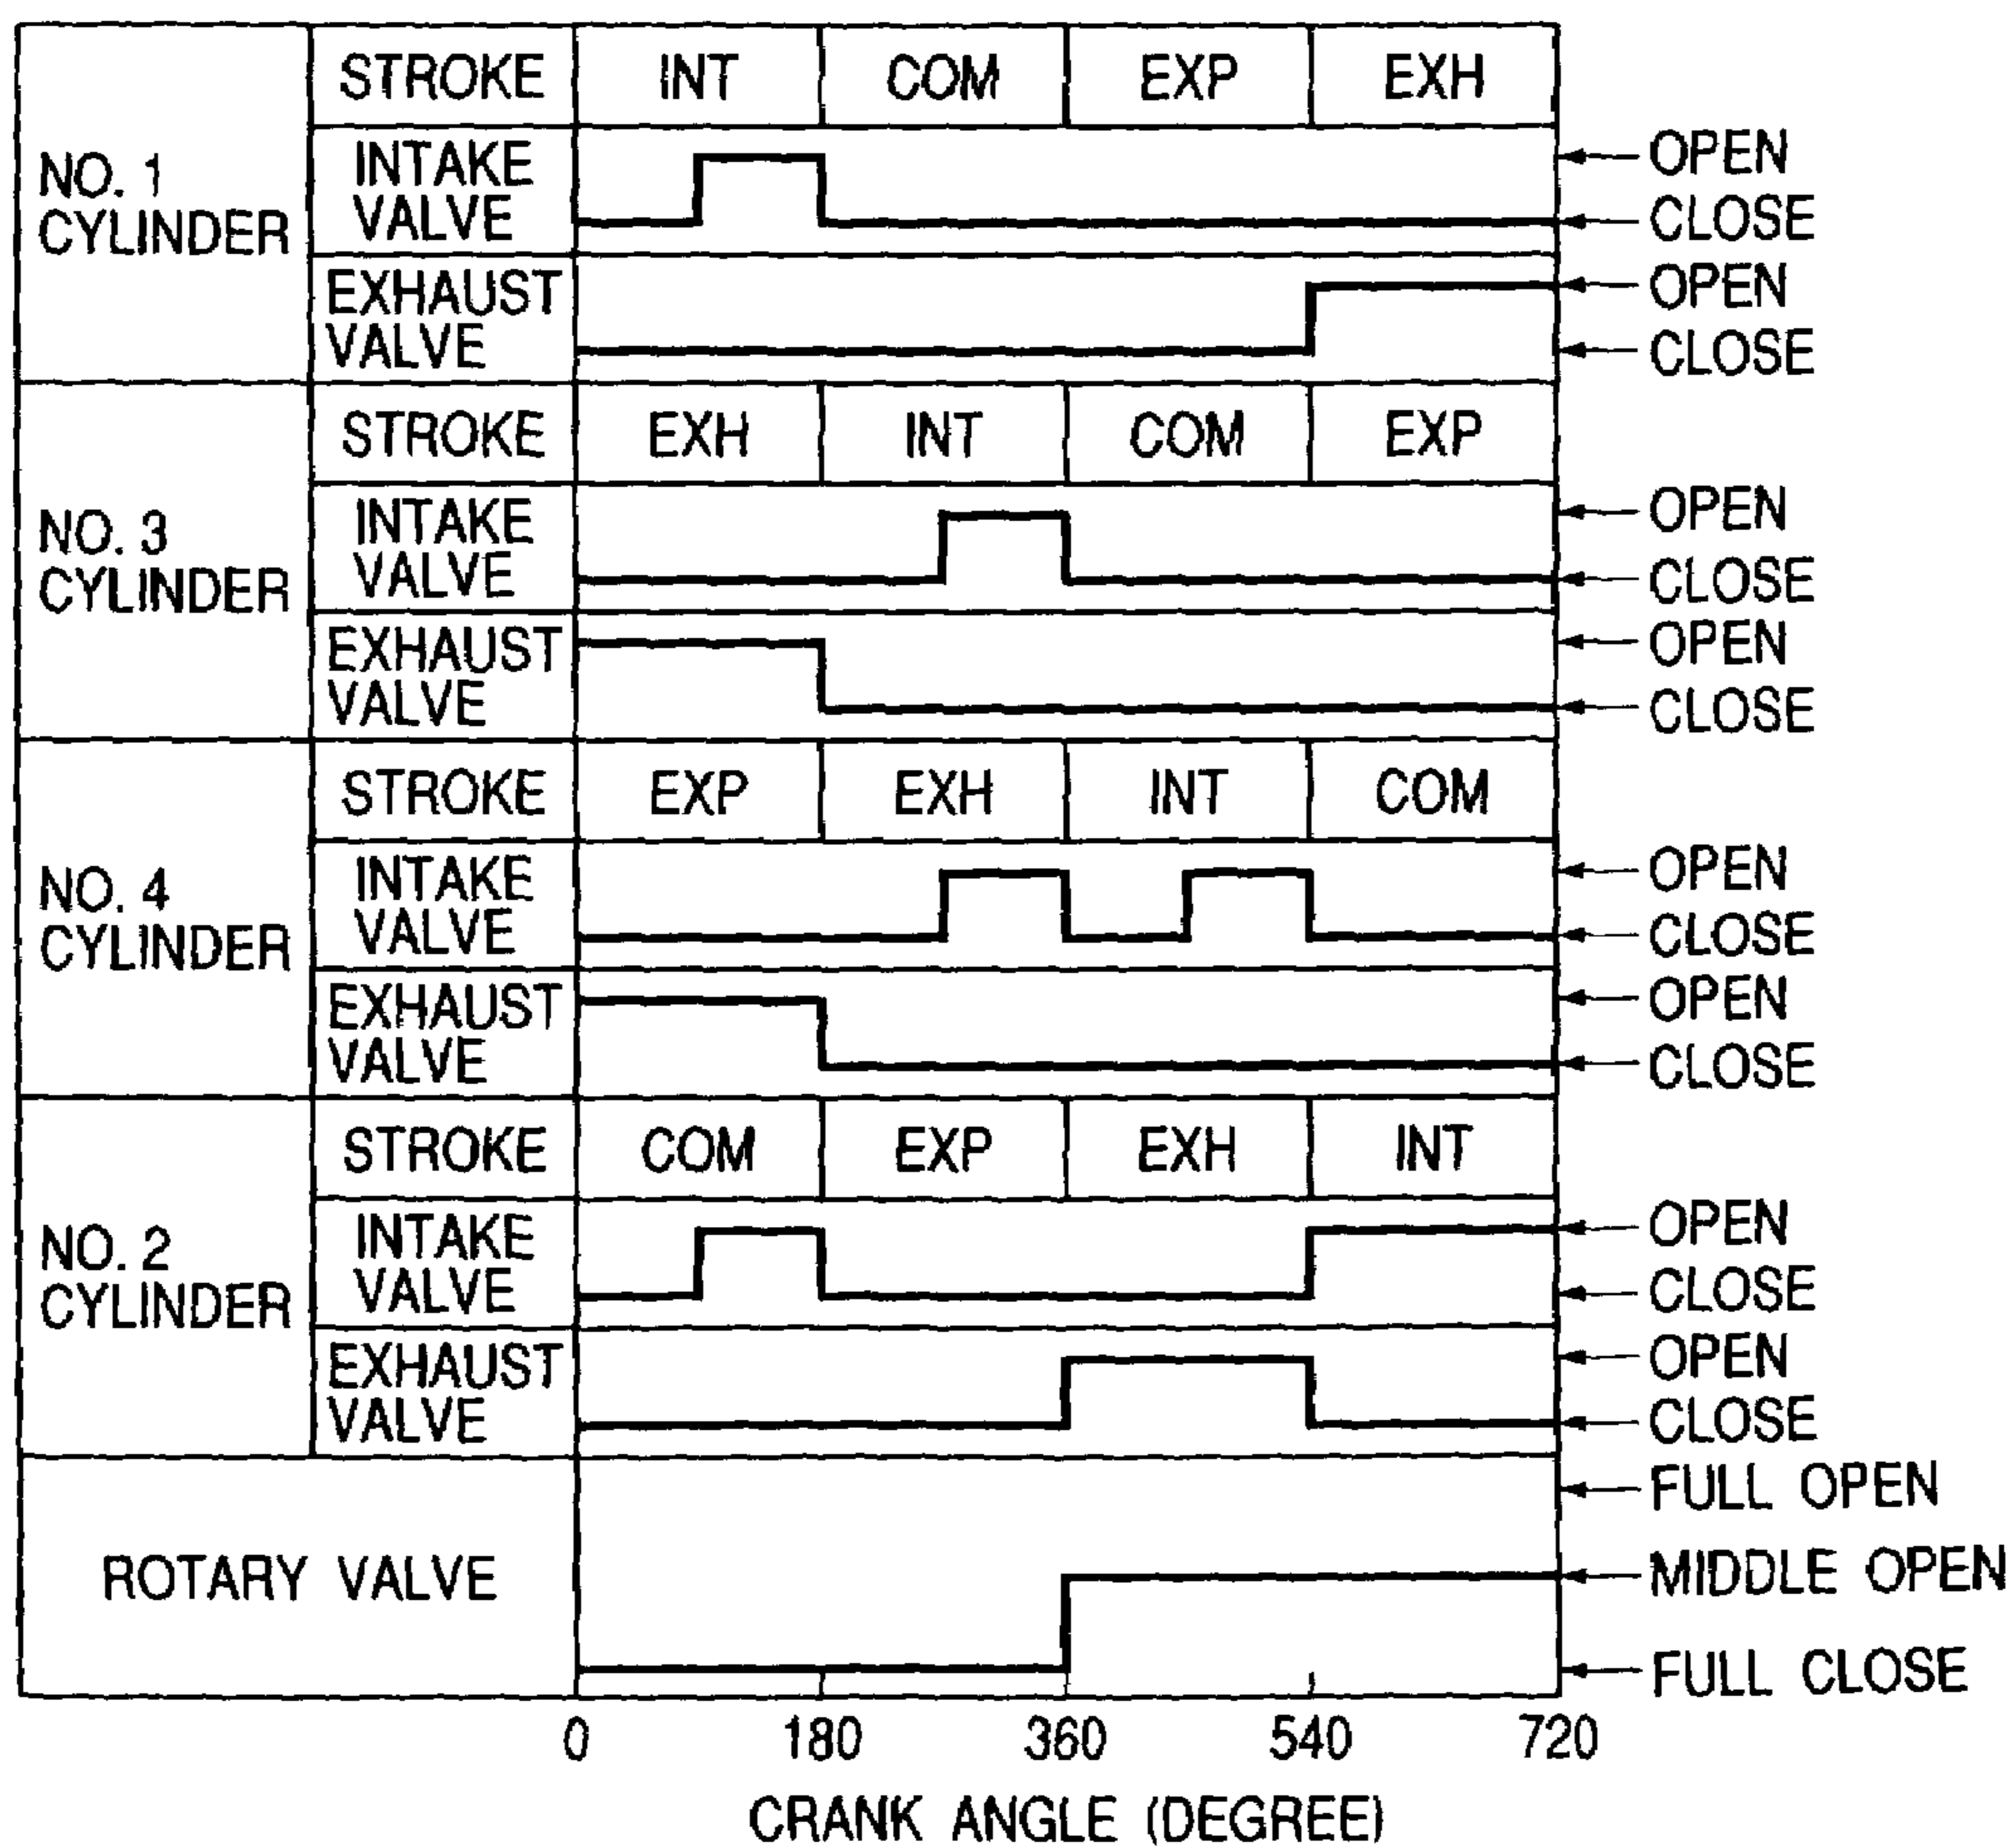 STROKE INT COM EXP EXH
NO. 1
CYLINDER
INTAKE
VALVE
OPEN
CLOSE
EXHAUST
VALVE
OPEN
CLOSE
STROKE EXH INT COM EXP
NO. 3
CYLINDER
INTAKE
VALVE
OPEN
CLOSE
EXHAUST
VALVE
OPEN
CLOSE
STROKE EXP EXH INT COM
NO. 4
CYLINDER
INTAKE
VALVE
OPEN
CLOSE
EXHAUST
VALVE
OPEN
CLOSE
STROKE COM EXP EXH INT
NO. 2
CYLINDER
INTAKE
VALVE
OPEN
CLOSE
EXHAUST
VALVE
OPEN
CLOSE
ROTARY VALVE
FULL OPEN
MIDDLE OPEN
FULL CLOSE
0 180 360 540 720
CRANK ANGLE (DEGREE)